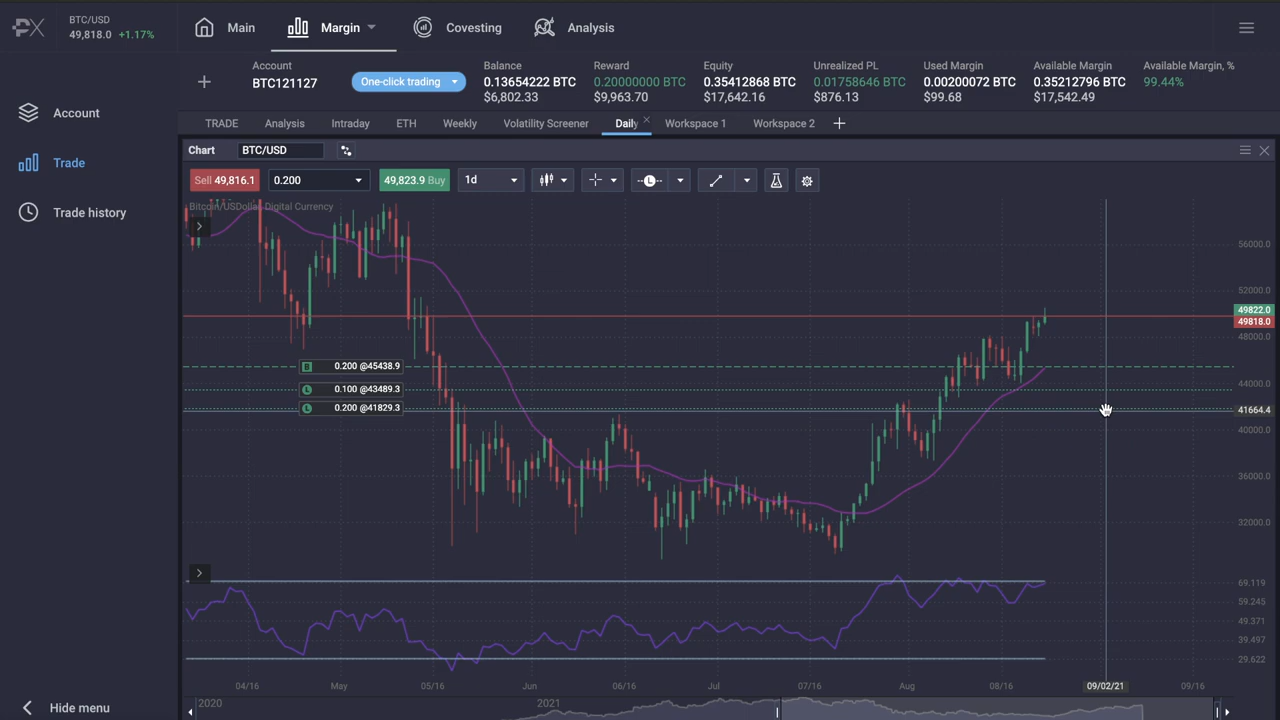 PX
BTC/USD
49,818.0 +1.17%
Main
Margin
Covesting
Analysis
Account
BTC121127
One-click trading
Balance
0.13654222 BTC
$6,802.33
Reward
0.20000000 BTC
$9,963.70
Equity
0.35412868 BTC
$17,642.16
Unrealized PL
0.01758646 BTC
$876.13
Used Margin
0.00200072 BTC
$99.68
Available Margin
0.35212796 BTC
$17,542.49
Available Margin, %
99.44%
Account
Trade
Trade history
Hide menu
TRADE Analysis Intraday ETH Weekly Volatility Screener Daily Workspace 1 Workspace 2
Chart BTC/USD
Sell 49,816.1 0.200 49,823.9 Buy 1d L
Bitcoin/USDollar, Digital Currency
56000.0
52000.0
49822.0
49818.0
48000.0
B 0.200 @45438.9
44000.0
L 0.100 @43489.3
L 0.200 @41829.3
41664.4
40000.0
36000.0
32000.0
69.119
59.245
49.371
39.497
29.622
04/16 May 05/16 Jun 06/16 Jul 07/16 Aug 08/16 09/02/21 09/16
2020 2021